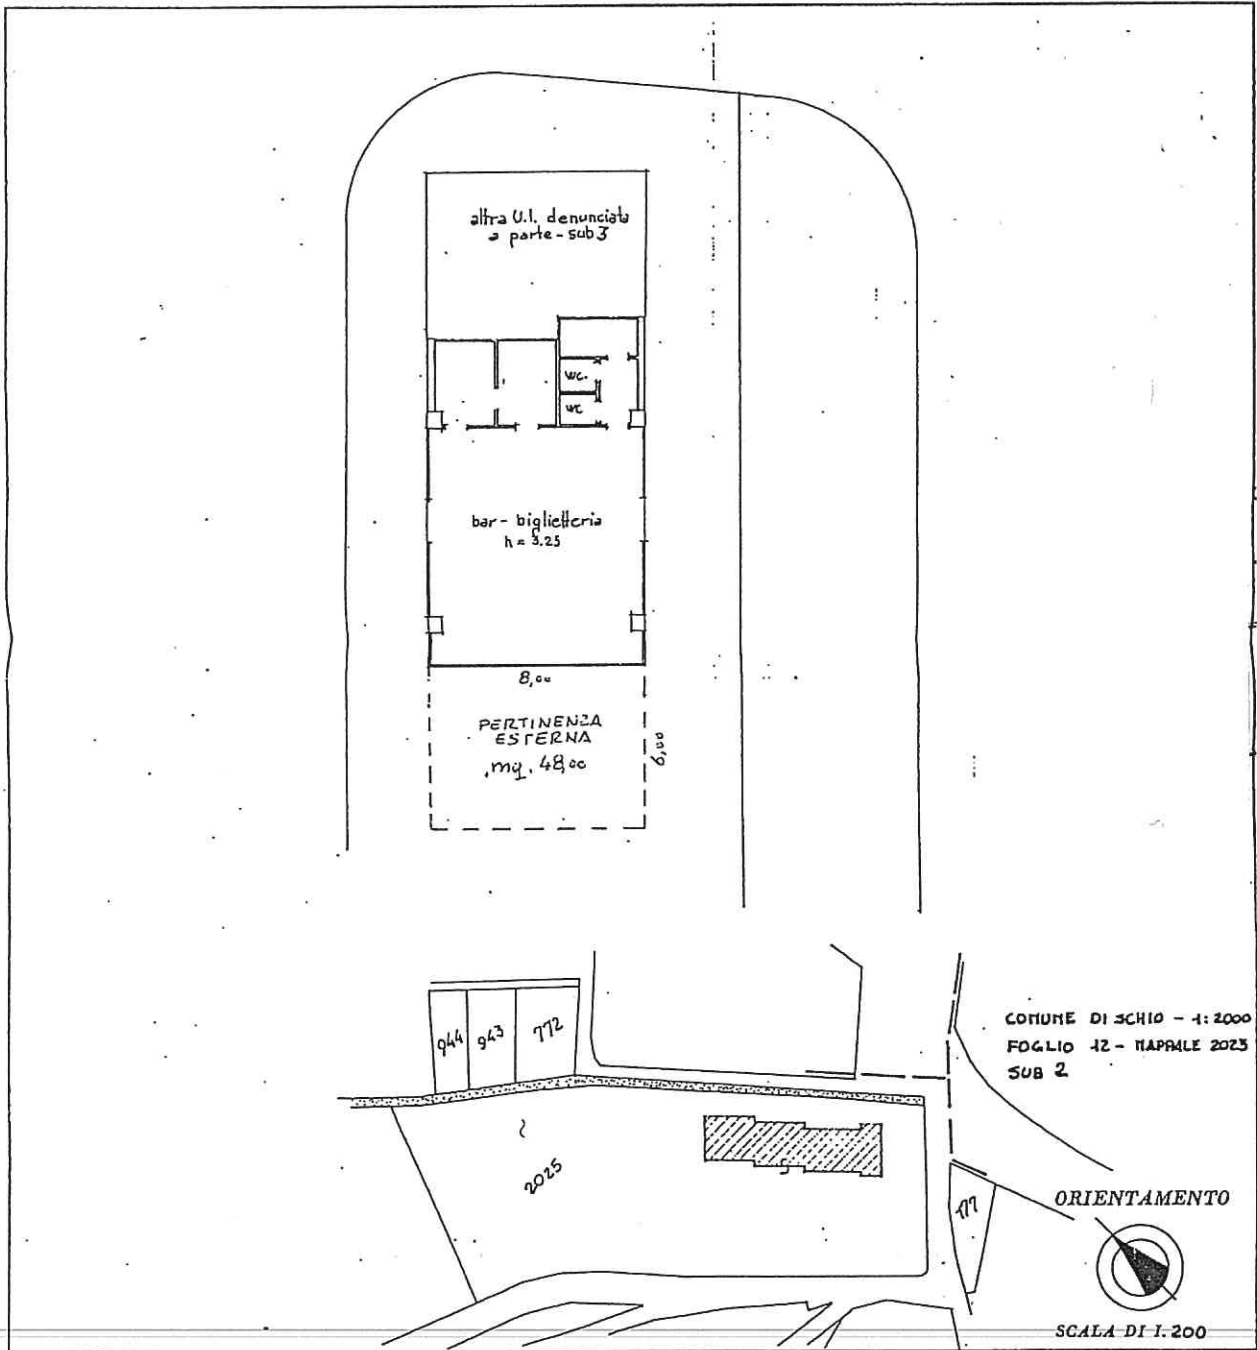 altra U.I. denunciata
a parte - sub 3
wc.
wc
bar - biglietteria
h = 3.25
8,00
PERTINENZA
ESTERNA
mq. 48,00
6,00
944
943
772
COMUNE DI SCHIO - 1:2000
FOGLIO 12 - MAPPALE 2025
SUB 2
2025
177
ORIENTAMENTO
SCALA DI 1:200